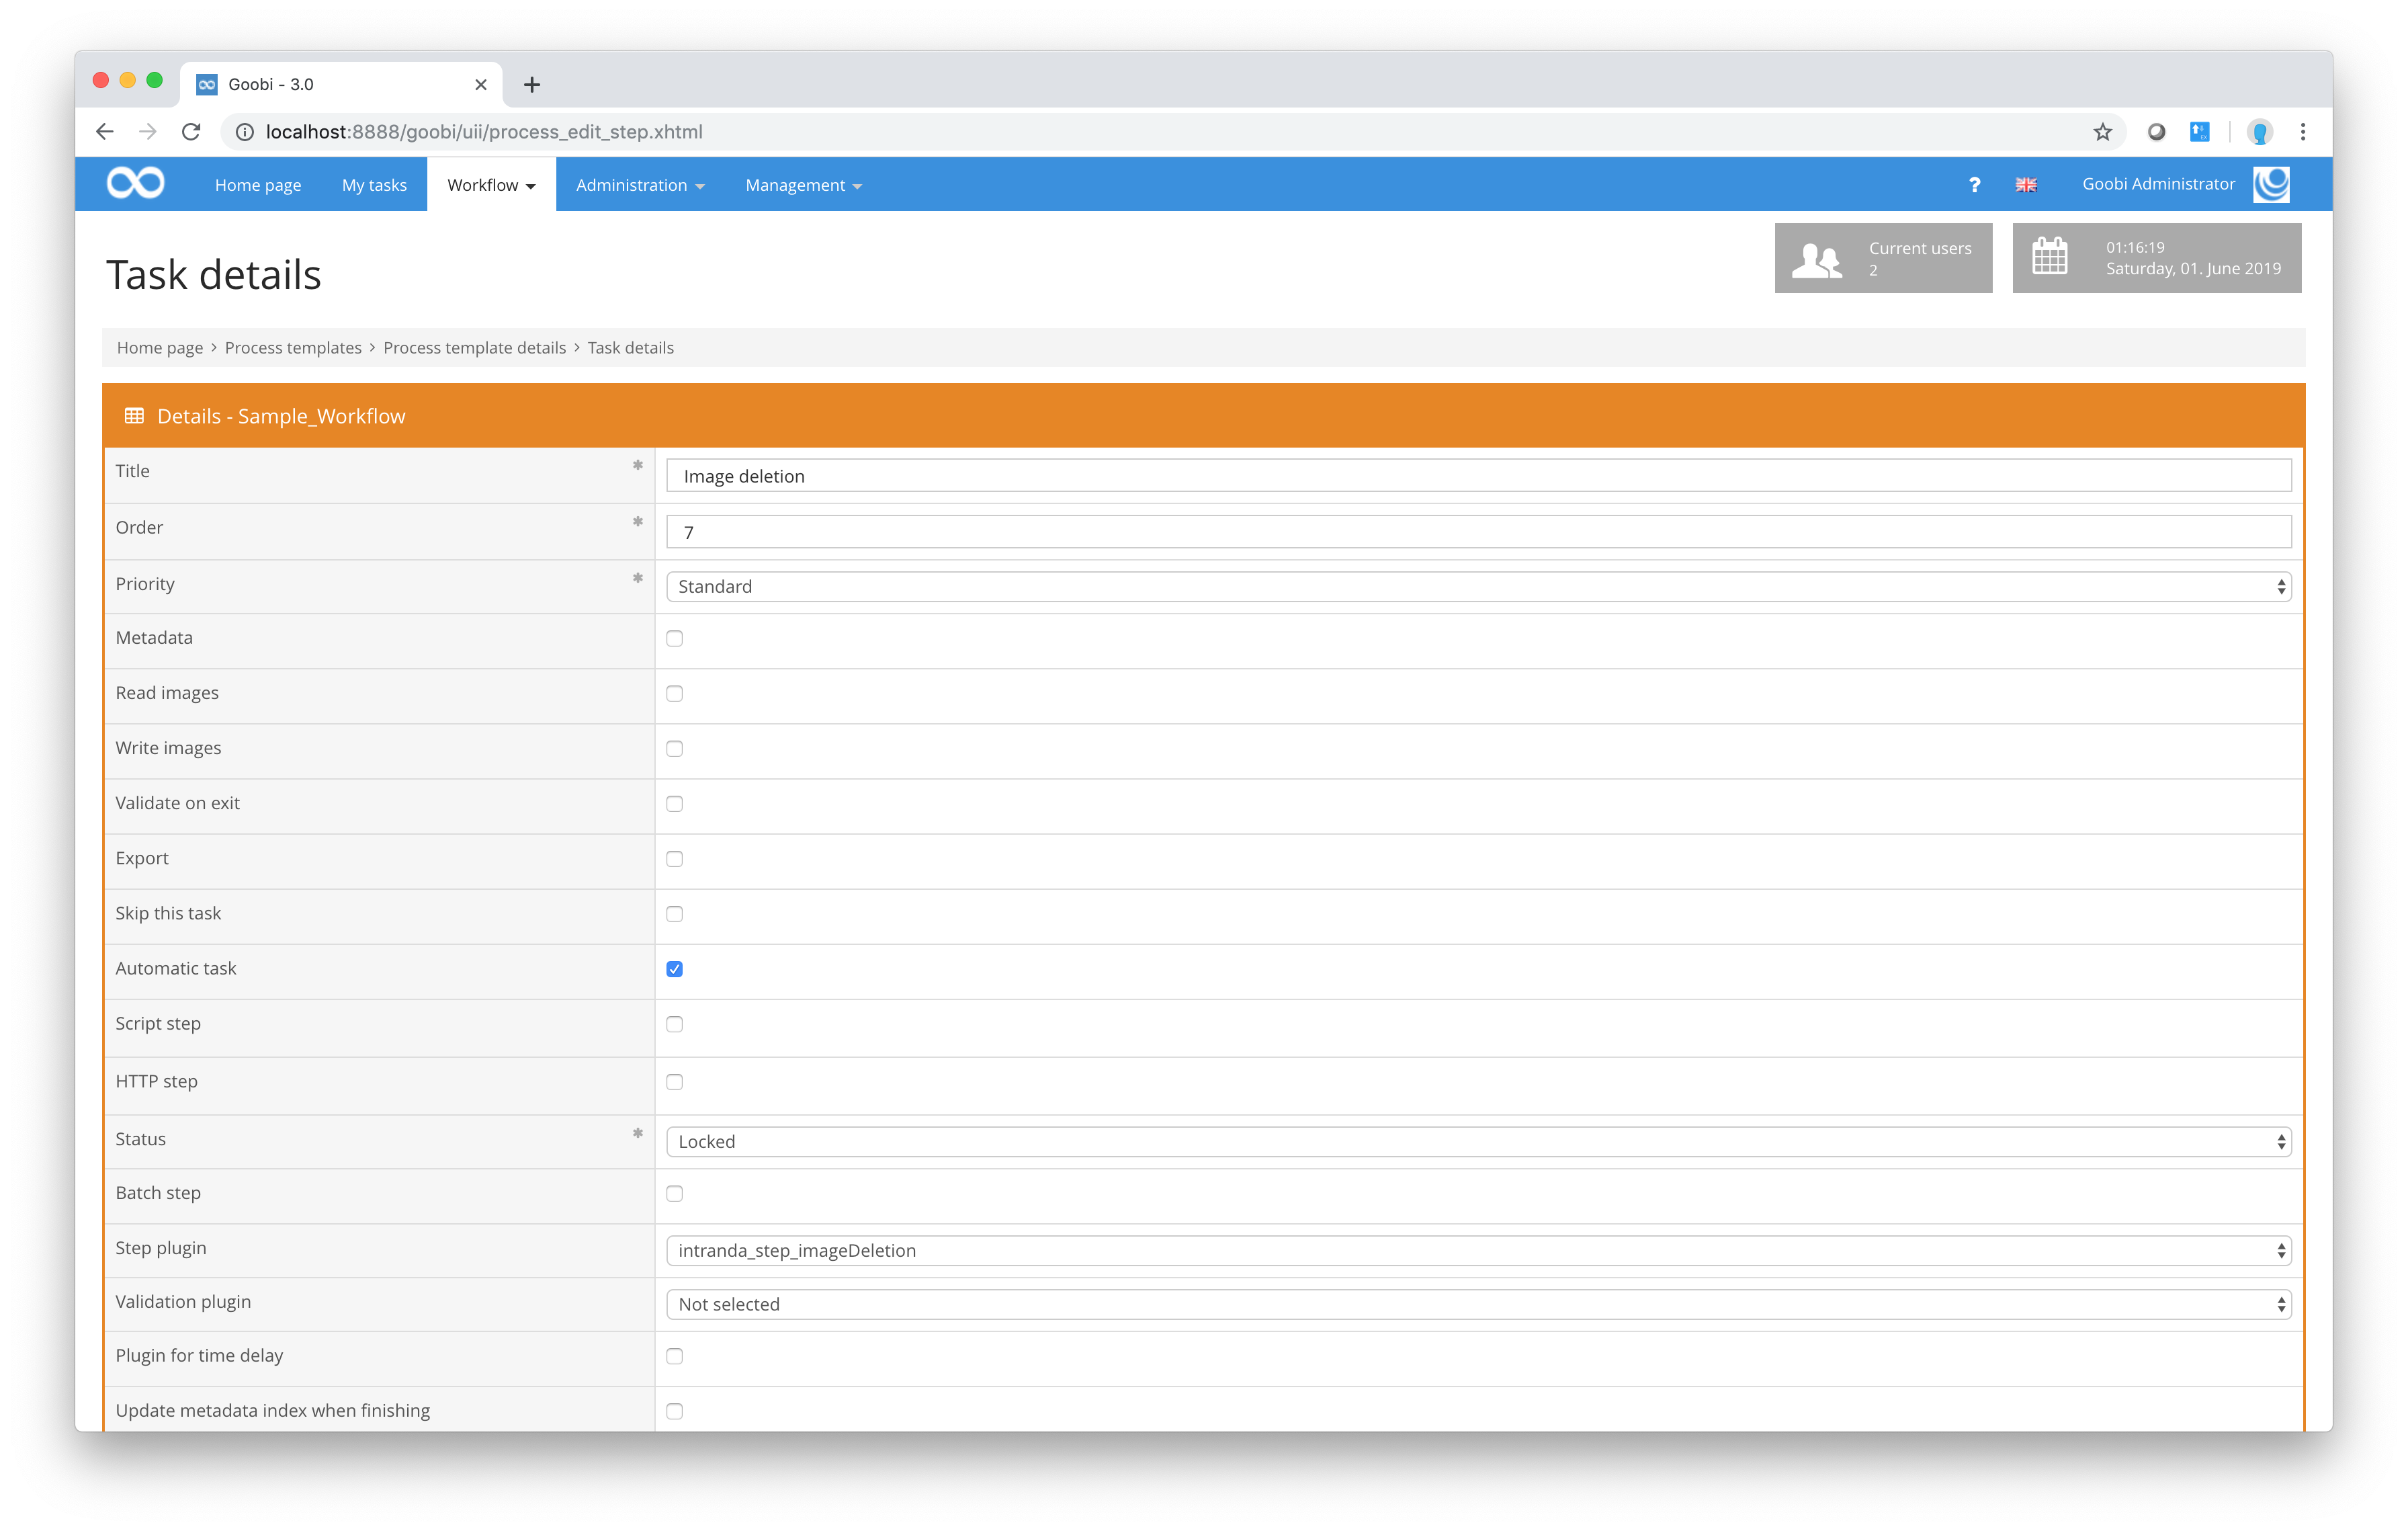 Goobi - 3.0
localhost:8888/goobi/uii/process_edit_step.xhtml
Home page My tasks Workflow Administration Management ? Goobi Administrator
Current users
2
01:16:19
Saturday, 01. June 2019
Task details
Home page > Process templates > Process template details > Task details
Details - Sample_Workflow
Title * Image deletion
Order * 7
Priority * Standard
Metadata
Read images
Write images
Validate on exit
Export
Skip this task
Automatic task
Script step
HTTP step
Status * Locked
Batch step
Step plugin intranda_step_imageDeletion
Validation plugin Not selected
Plugin for time delay
Update metadata index when finishing